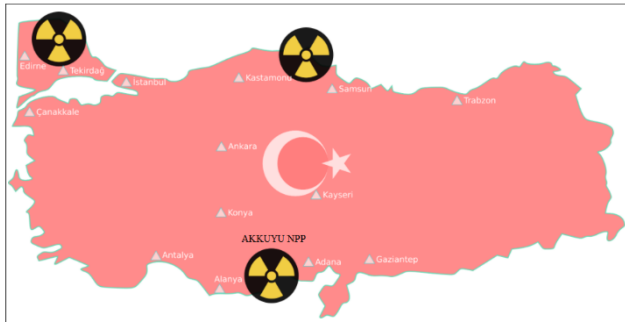 Edirne
Tekirdağ
İstanbul
Kastamonu
Samsun
Trabzon
Çanakkale
Ankara
Kayseri
Konya
AKKUYU NPP
Antalya
Adana
Gaziantep
Alanya